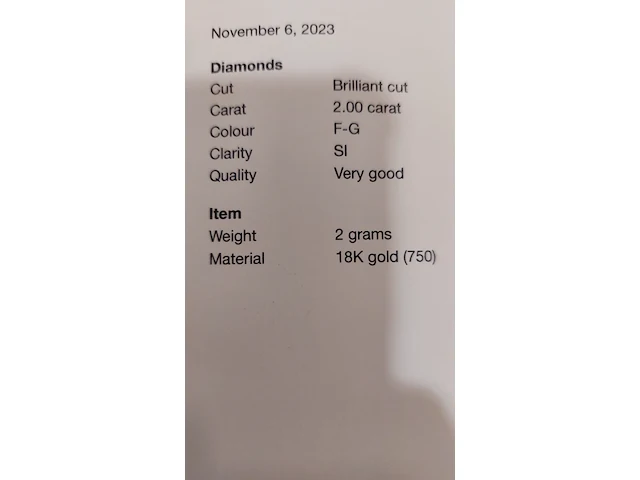 November 6, 2023
Diamonds
Cut Brilliant cut
Carat 2.00 carat
Colour F-G
Clarity SI
Quality Very good
Item
Weight 2 grams
Material 18K gold (750)